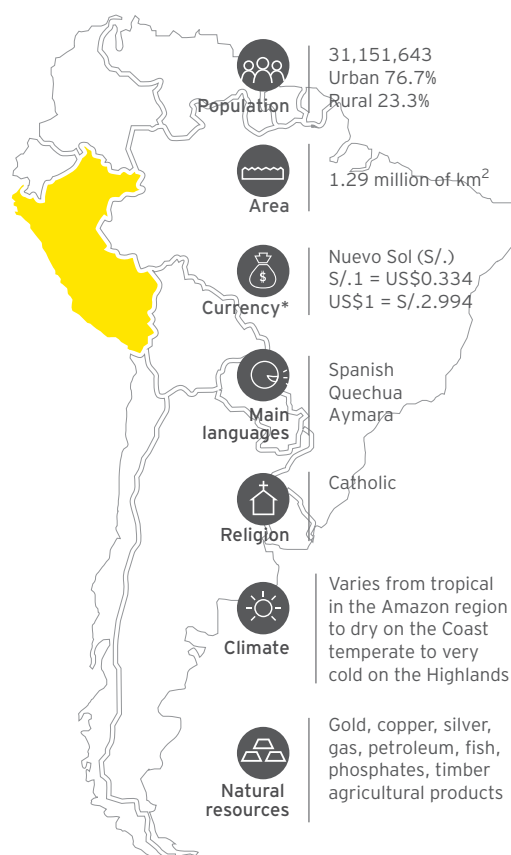 31,151,643
Urban 76.7%
Rural 23.3%
Population
1.29 million of km²
Area
$
Nuevo Sol (S/.)
S/.1 = US$0.334
US$1 = S/.2.994
Currency*
Spanish
Quechua
Aymara
Main
languages
Catholic
Religion
Varies from tropical
in the Amazon region
to dry on the Coast
temperate to very
cold on the Highlands
Climate
Gold, copper, silver,
gas, petroleum, fish,
phosphates, timber
agricultural products
Natural
resources